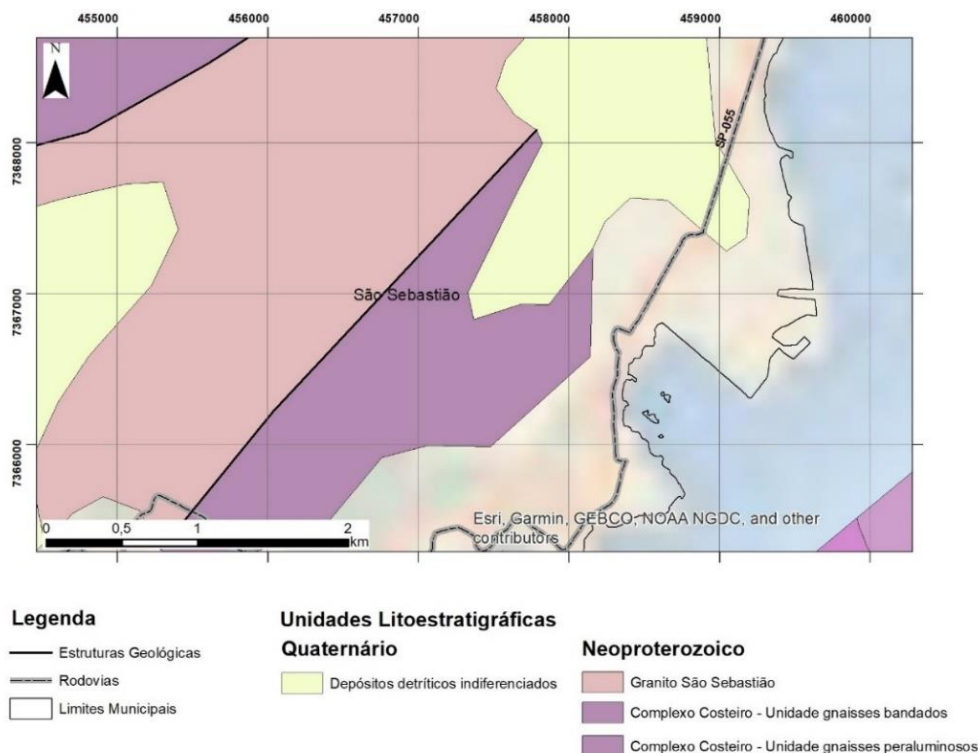 455000 456000 457000 458000 459000 460000
N
SP-055
7368000
São Sebastião
7367000
7366000
0 0,5 1 2
km
Esri, Garmin, GEBCO, NOAA NGDC, and other
contributors
Legenda
Estruturas Geológicas
Rodovias
Limites Municipais
Unidades Litoestratigráficas
Quaternário
Depósitos detríticos indiferenciados
Neoproterozoico
Granito São Sebastião
Complexo Costeiro - Unidade gnaisses bandados
Complexo Costeiro - Unidade gnaisses peraluminosos